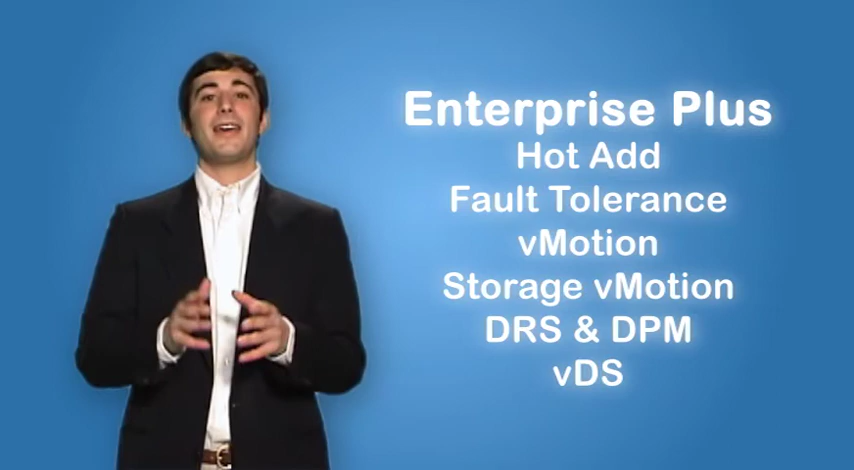 Enterprise Plus
Hot Add
Fault Tolerance
vMotion
Storage vMotion
DRS & DPM
vDS